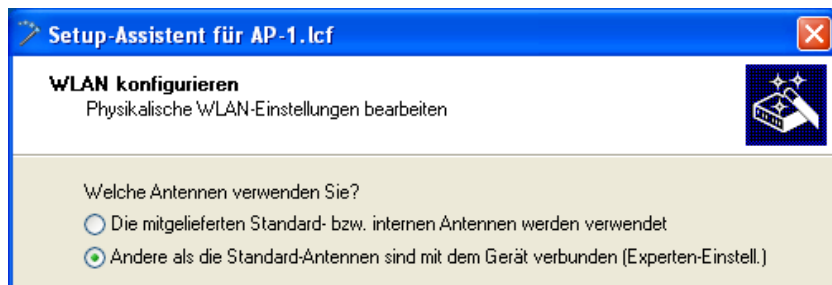 Setup-Assistent für AP-1.lcf
WLAN konfigurieren
Physikalische WLAN-Einstellungen bearbeiten
Welche Antennen verwenden Sie?
Die mitgelieferten Standard- bzw. internen Antennen werden verwendet
Andere als die Standard-Antennen sind mit dem Gerät verbunden (Experten-Einstell.)